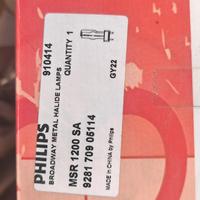 910414
QUANTITY 1
GY22
PHILIPS
BROADWAY METAL HALIDE LAMPS
MSR 1200 SA
9281 709 05114
MADE in CHINA by Philips